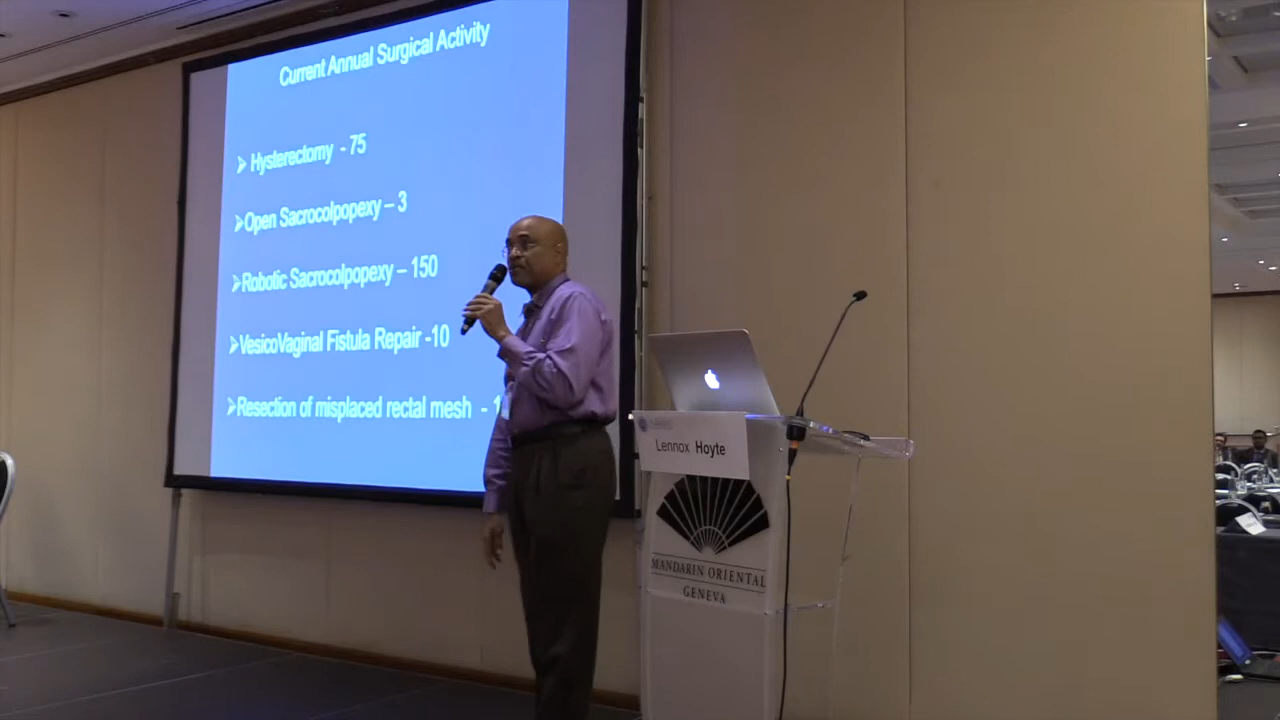 Current Annual Surgical Activity
➢ Hysterectomy - 75
➢Open Sacrocolpopexy – 3
➢Robotic Sacrocolpopexy – 150
➢VesicoVaginal Fistula Repair -10
➢Resection of misplaced rectal mesh - 1
Lennox Hoyte
MANDARIN ORIENTAL
GENEVA